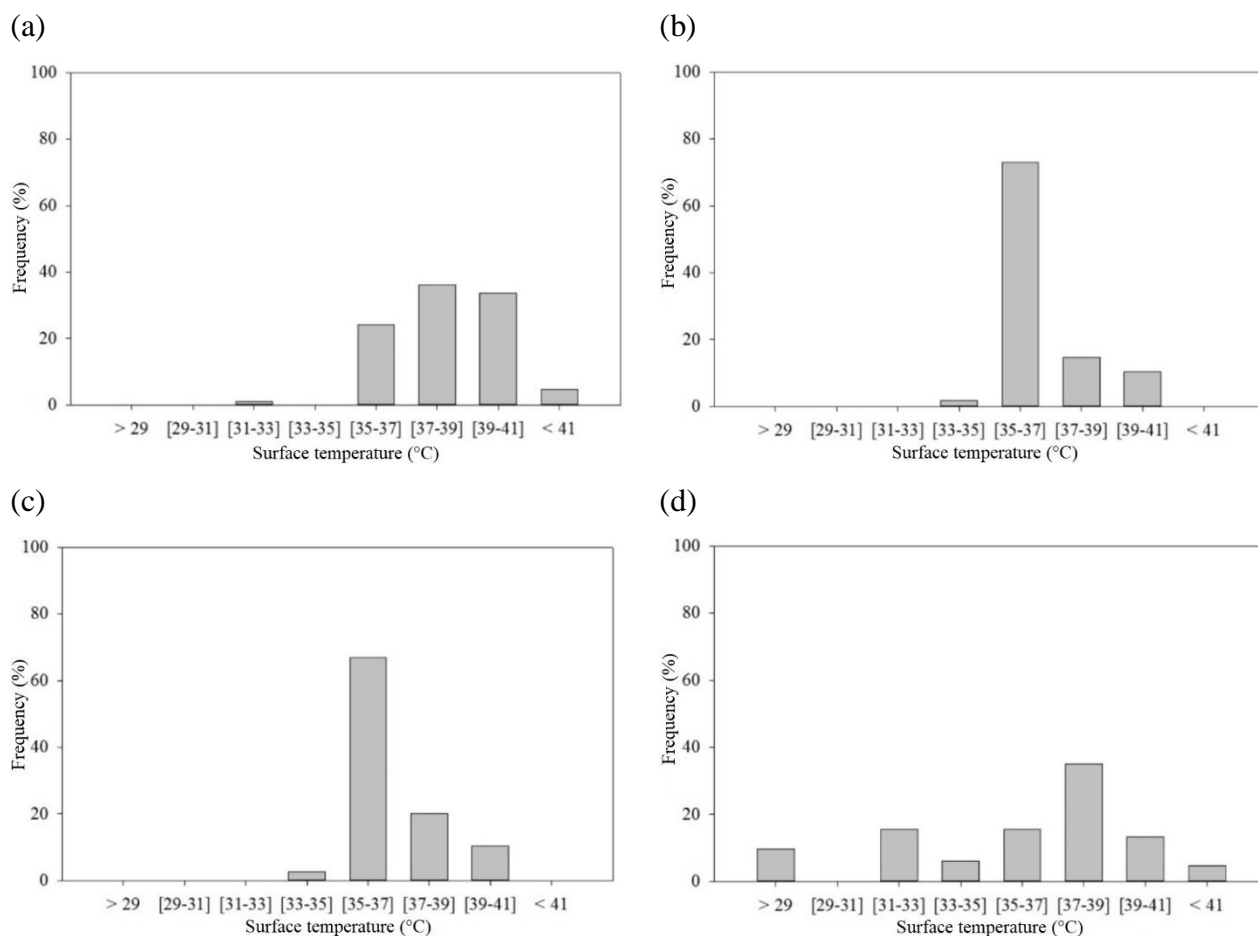 (a)
100
80
60
40
20
0
Frequency (%)
> 29 [29-31] [31-33] [33-35] [35-37] [37-39] [39-41] < 41
Surface temperature (°C)
(b)
100
80
60
40
20
0
Frequency (%)
> 29 [29-31] [31-33] [33-35] [35-37] [37-39] [39-41] < 41
Surface temperature (°C)
(c)
100
80
60
40
20
0
Frequency (%)
> 29 [29-31] [31-33] [33-35] [35-37] [37-39] [39-41] < 41
Surface temperature (°C)
(d)
100
80
60
40
20
0
Frequency (%)
> 29 [29-31] [31-33] [33-35] [35-37] [37-39] [39-41] < 41
Surface temperature (°C)